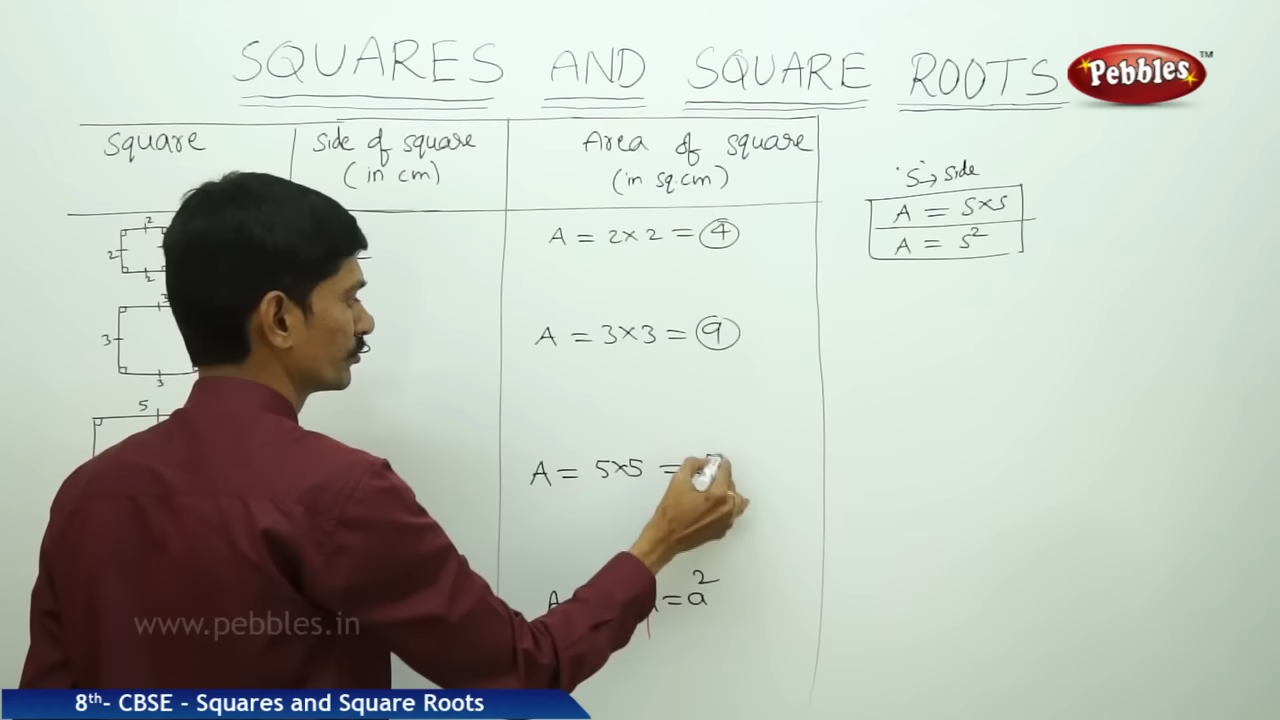 SQUARES AND SQUARE ROOTS
Pebbles™
Square
Side of square
(in cm)
Area of square
(in sq.cm)
'S' → side
A = S×S
A = S²
2
2
2
A = 2×2 = 4
3
3
A = 3×3 = 9
5
A = 5×5 =
= a²
www.pebbles.in
8th- CBSE - Squares and Square Roots